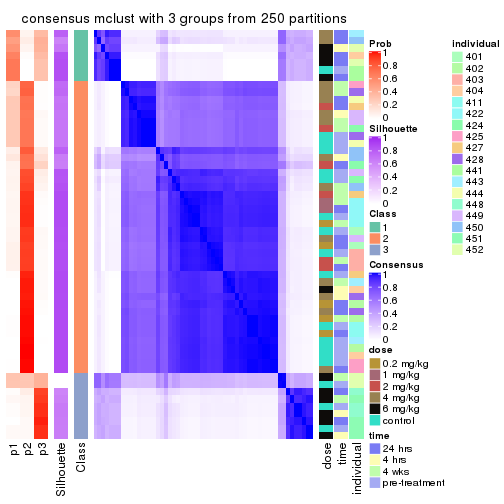 consensus mclust with 3 groups from 250 partitions
p1
p2
p3
Silhouette
Class
dose
time
individual
Prob
1
0.8
0.6
0.4
0.2
0
Silhouette
1
0.8
0.6
0.4
0.2
0
Class
1
2
3
Consensus
1
0.8
0.6
0.4
0.2
0
dose
0.2 mg/kg
1 mg/kg
2 mg/kg
4 mg/kg
6 mg/kg
control
time
24 hrs
4 hrs
4 wks
pre-treatment
Individual
401
402
403
404
411
422
424
425
427
428
441
443
444
448
449
450
451
452